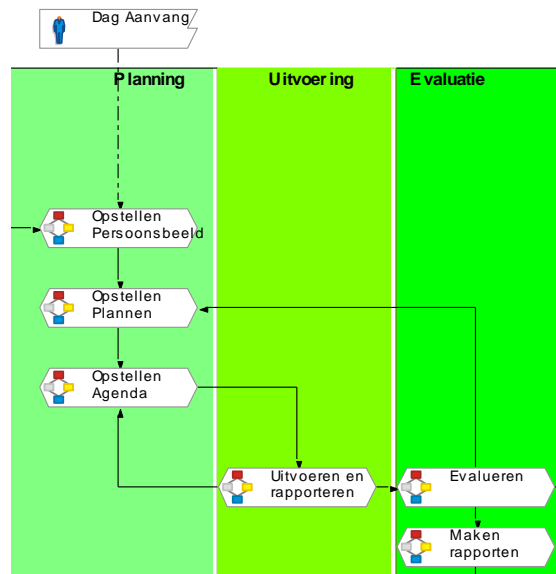 Dag Aanvang
Planning
Uitvoering
Evaluatie
Opstellen
Persoonsbeeld
Opstellen
Plannen
Opstellen
Agenda
Uitvoeren en
rapporteren
Evalueren
Maken
rapporten